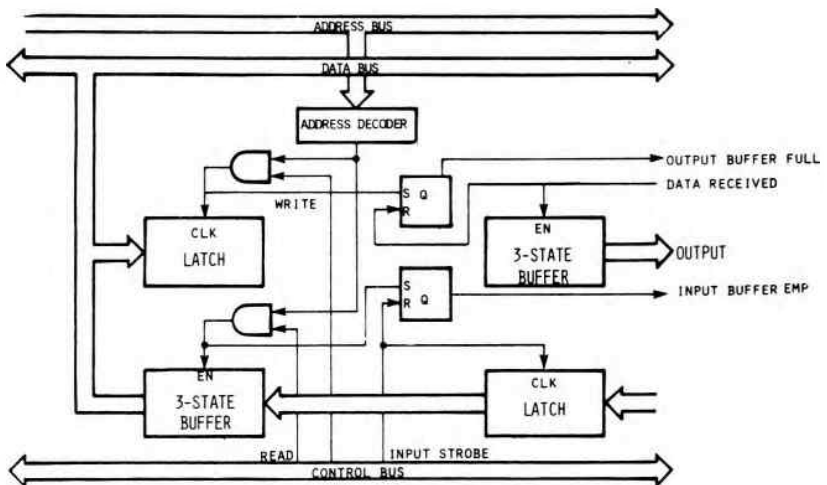 ADDRESS BUS
DATA BUS
ADDRESS DECODER
OUTPUT BUFFER FULL
S Q
R
DATA RECEIVED
WRITE
CLK
LATCH
EN
3-STATE
BUFFER
OUTPUT
S Q
R
INPUT BUFFER EMP
EN
3-STATE
BUFFER
CLK
LATCH
READ
INPUT STROBE
CONTROL BUS